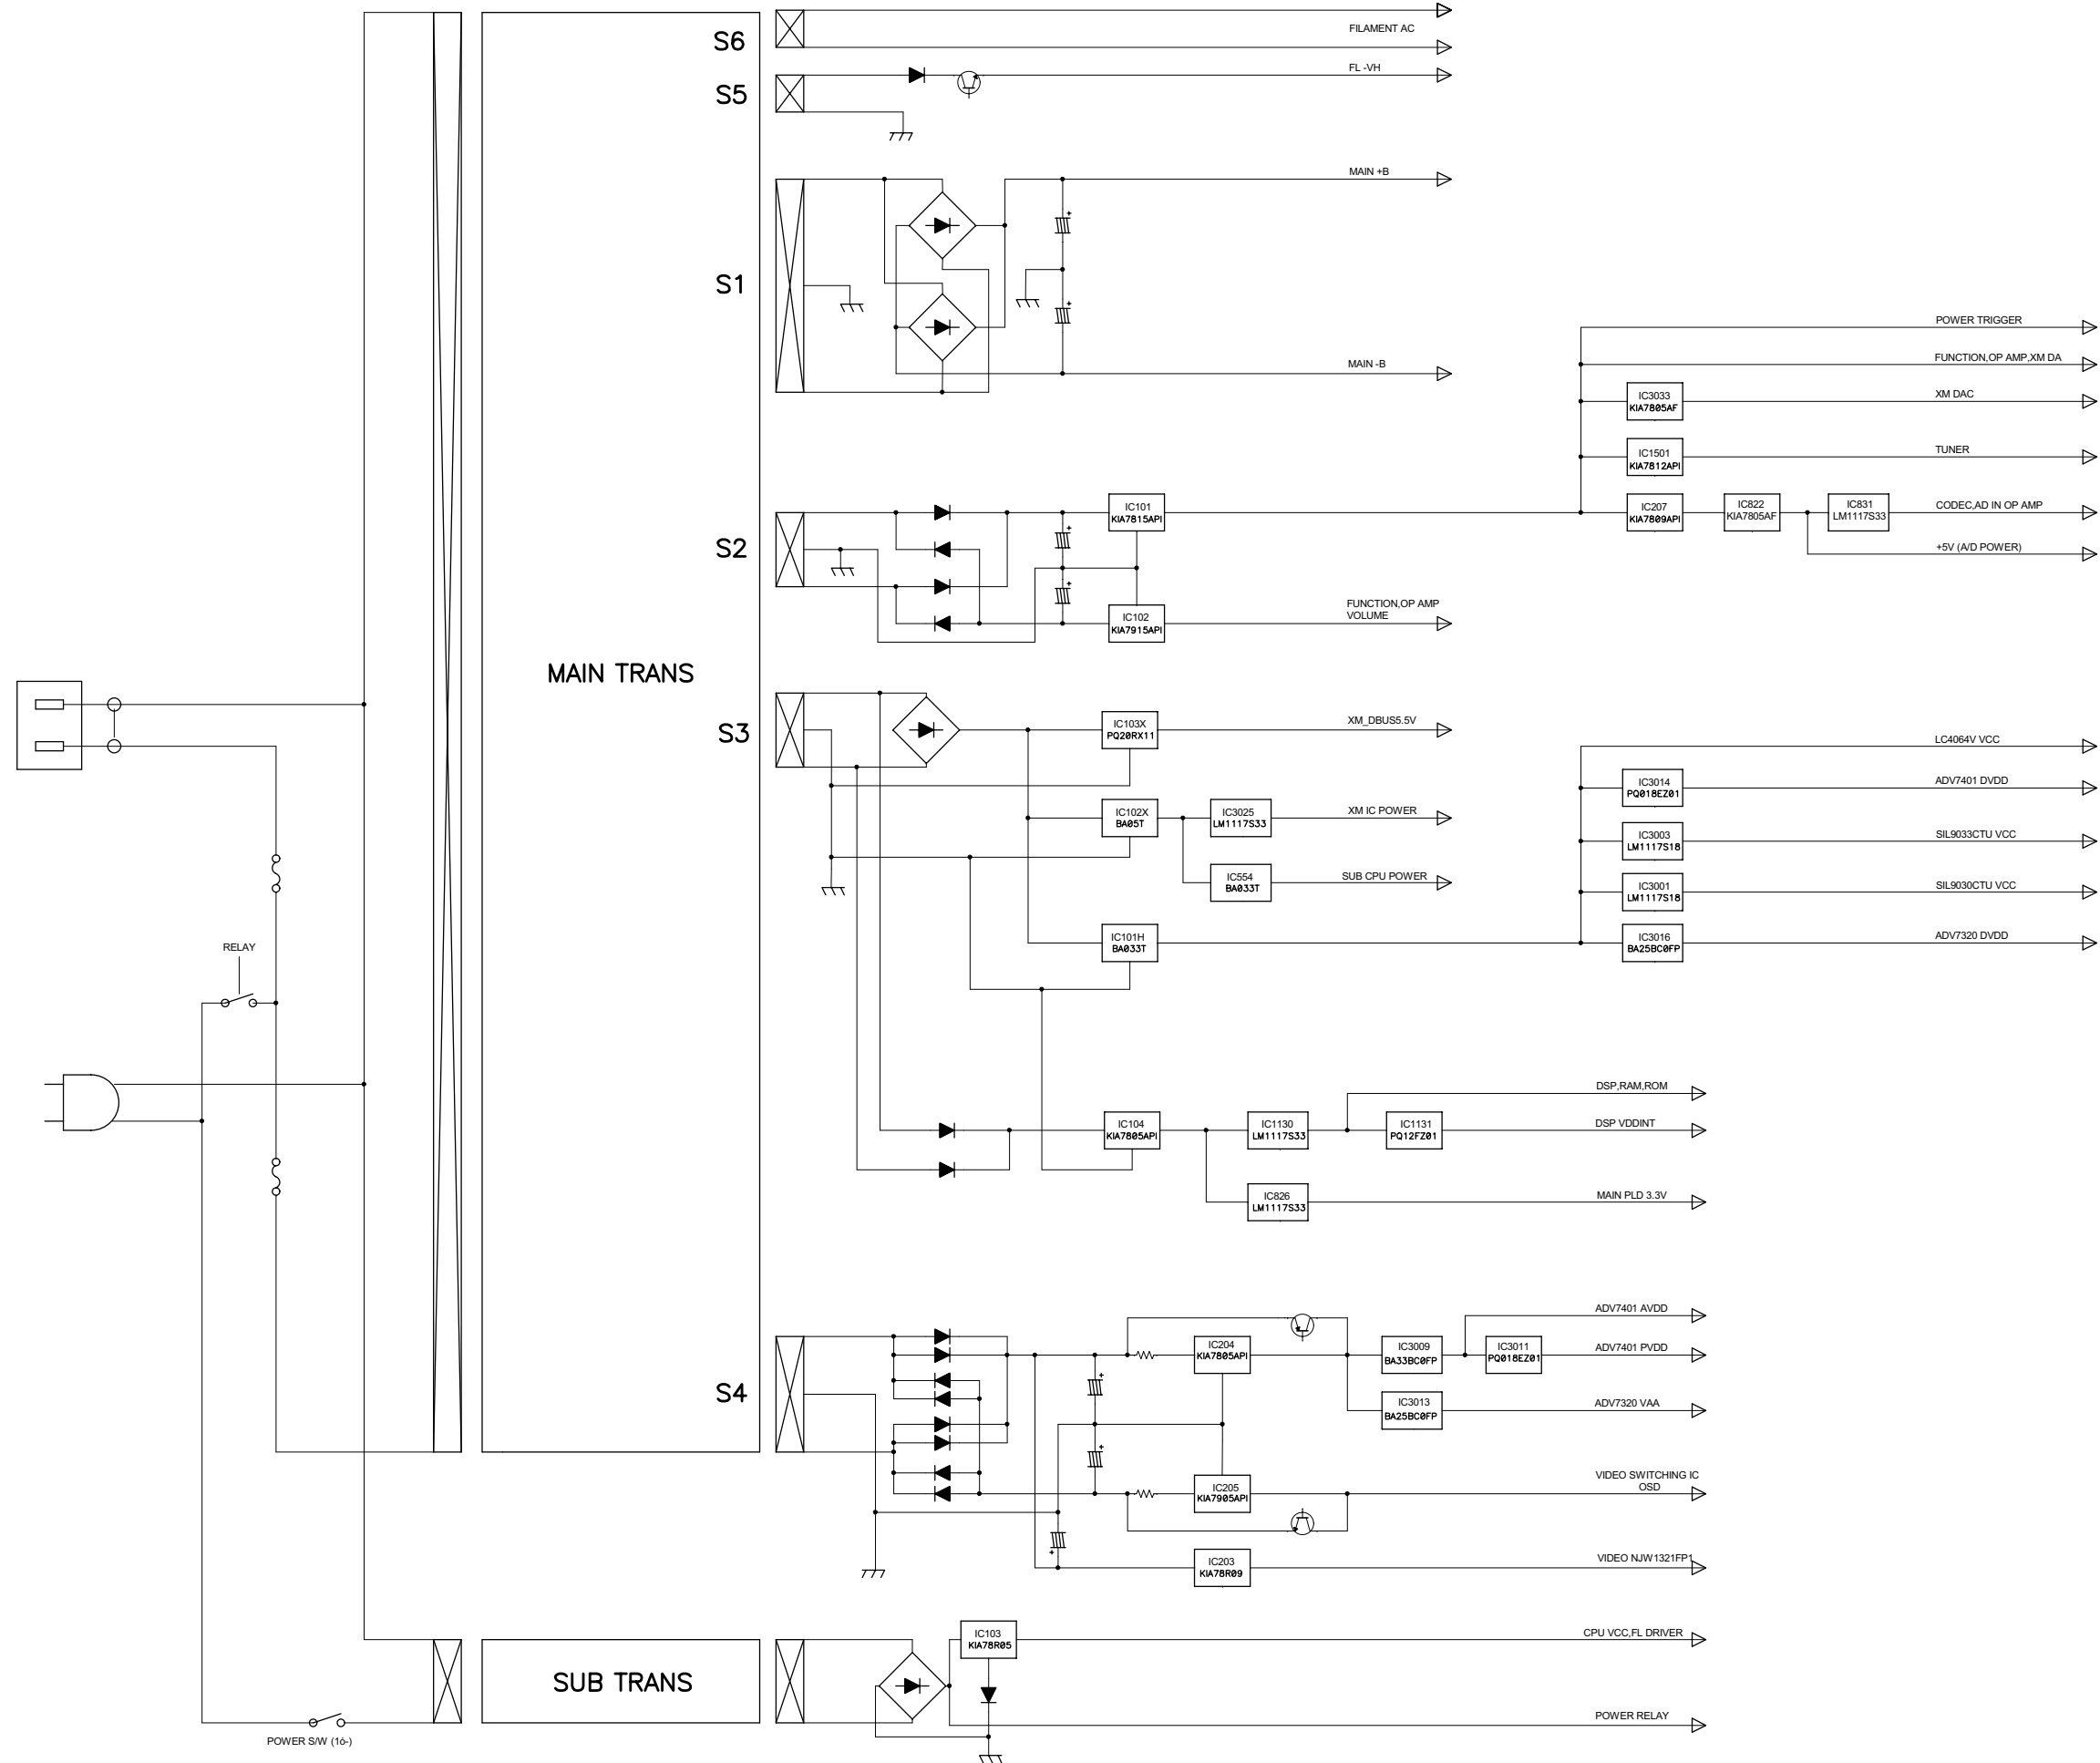 S6
FILAMENT AC
S5
FL -VH
MAIN +B
S1
MAIN -B
POWER TRIGGER
FUNCTION,OP AMP,XM DA
IC3033
KIA7805AF
XM DAC
IC1501
KIA7812API
TUNER
S2
IC101
KIA7815API
IC207
KIA7809API
IC822
KIA7805AF
IC831
LM1117S33
CODEC,AD IN OP AMP
+5V (A/D POWER)
IC102
KIA7915API
FUNCTION,OP AMP
VOLUME
MAIN TRANS
S3
IC103X
PQ20RX11
XM_DBUS5.5V
LC4064V VCC
IC3014
PQ018EZ01
ADV7401 DVDD
IC102X
BA05T
IC3025
LM1117S33
XM IC POWER
IC3003
LM1117S18
SIL9033CTU VCC
IC554
BA033T
SUB CPU POWER
IC3001
LM1117S18
SIL9030CTU VCC
IC101H
BA033T
IC3016
BA25BC0FP
ADV7320 DVDD
RELAY
DSP,RAM,ROM
IC104
KIA7805API
IC1130
LM1117S33
IC1131
PQ12FZ01
DSP VDDINT
IC826
LM1117S33
MAIN PLD 3.3V
ADV7401 AVDD
S4
IC204
KIA7805API
IC3009
BA33BC0FP
IC3011
PQ018EZ01
ADV7401 PVDD
IC3013
BA25BC0FP
ADV7320 VAA
IC205
KIA7905API
VIDEO SWITCHING IC
OSD
IC203
KIA78R09
VIDEO NJW1321FP1
SUB TRANS
IC103
KIA78R05
CPU VCC,FL DRIVER
POWER RELAY
POWER S/W (1ó-)